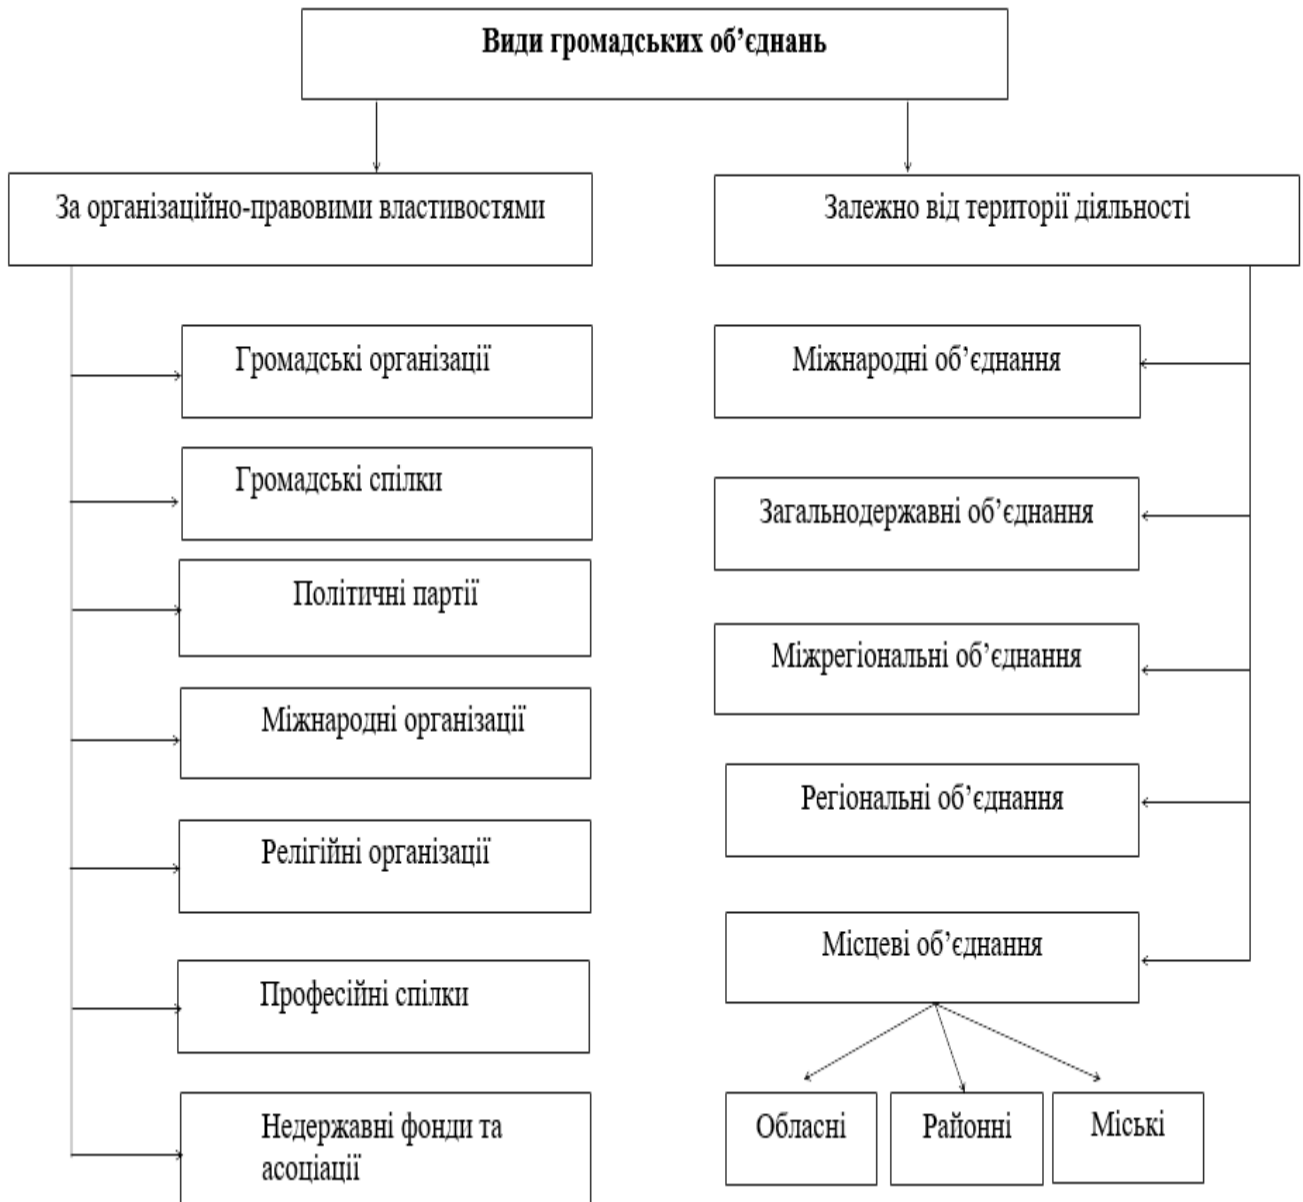 Види громадських об’єднань
За організаційно-правовими властивостями
Громадські організації
Громадські спілки
Політичні партії
Міжнародні організації
Релігійні організації
Професійні спілки
Недержавні фонди та
асоціації
Залежно від території діяльності
Міжнародні об’єднання
Загальнодержавні об’єднання
Міжрегіональні об’єднання
Регіональні об’єднання
Місцеві об’єднання
Обласні
Районні
Міські